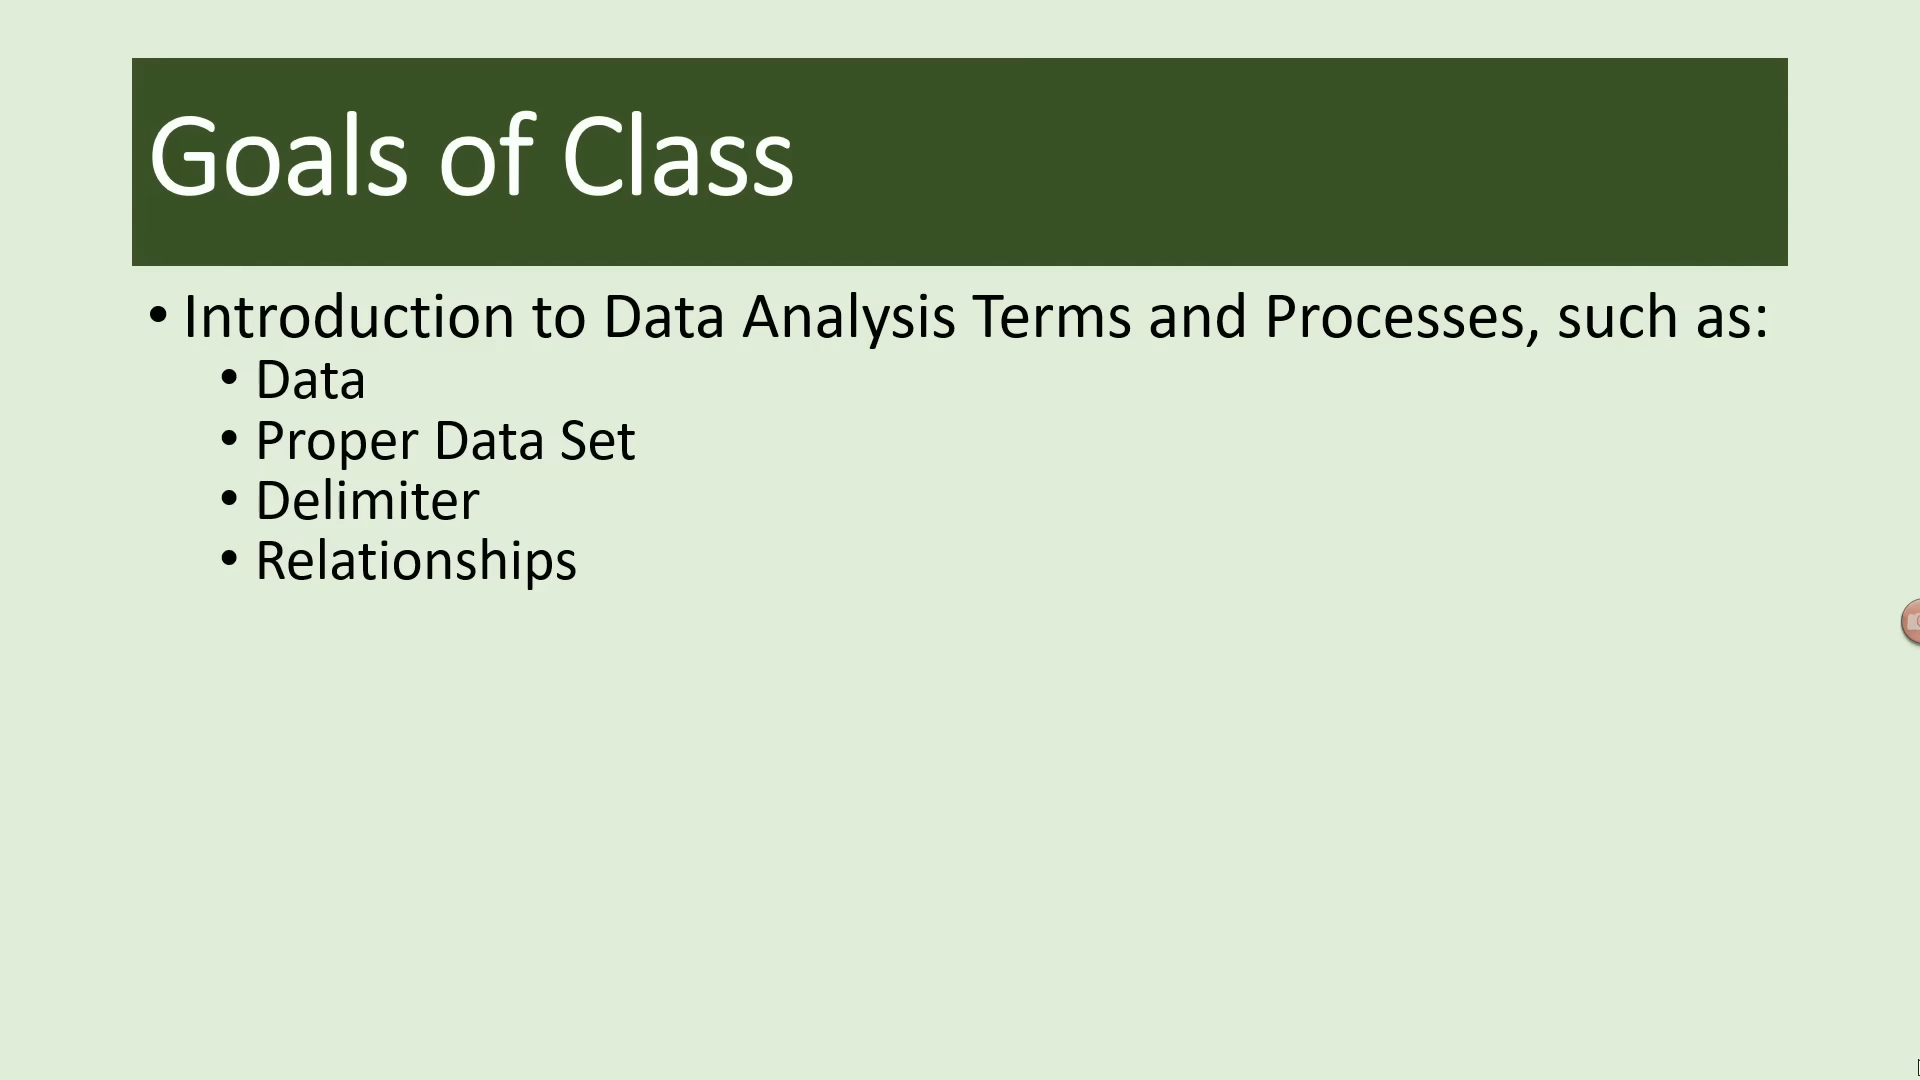 Goals of Class
• Introduction to Data Analysis Terms and Processes, such as:
• Data
• Proper Data Set
• Delimiter
• Relationships